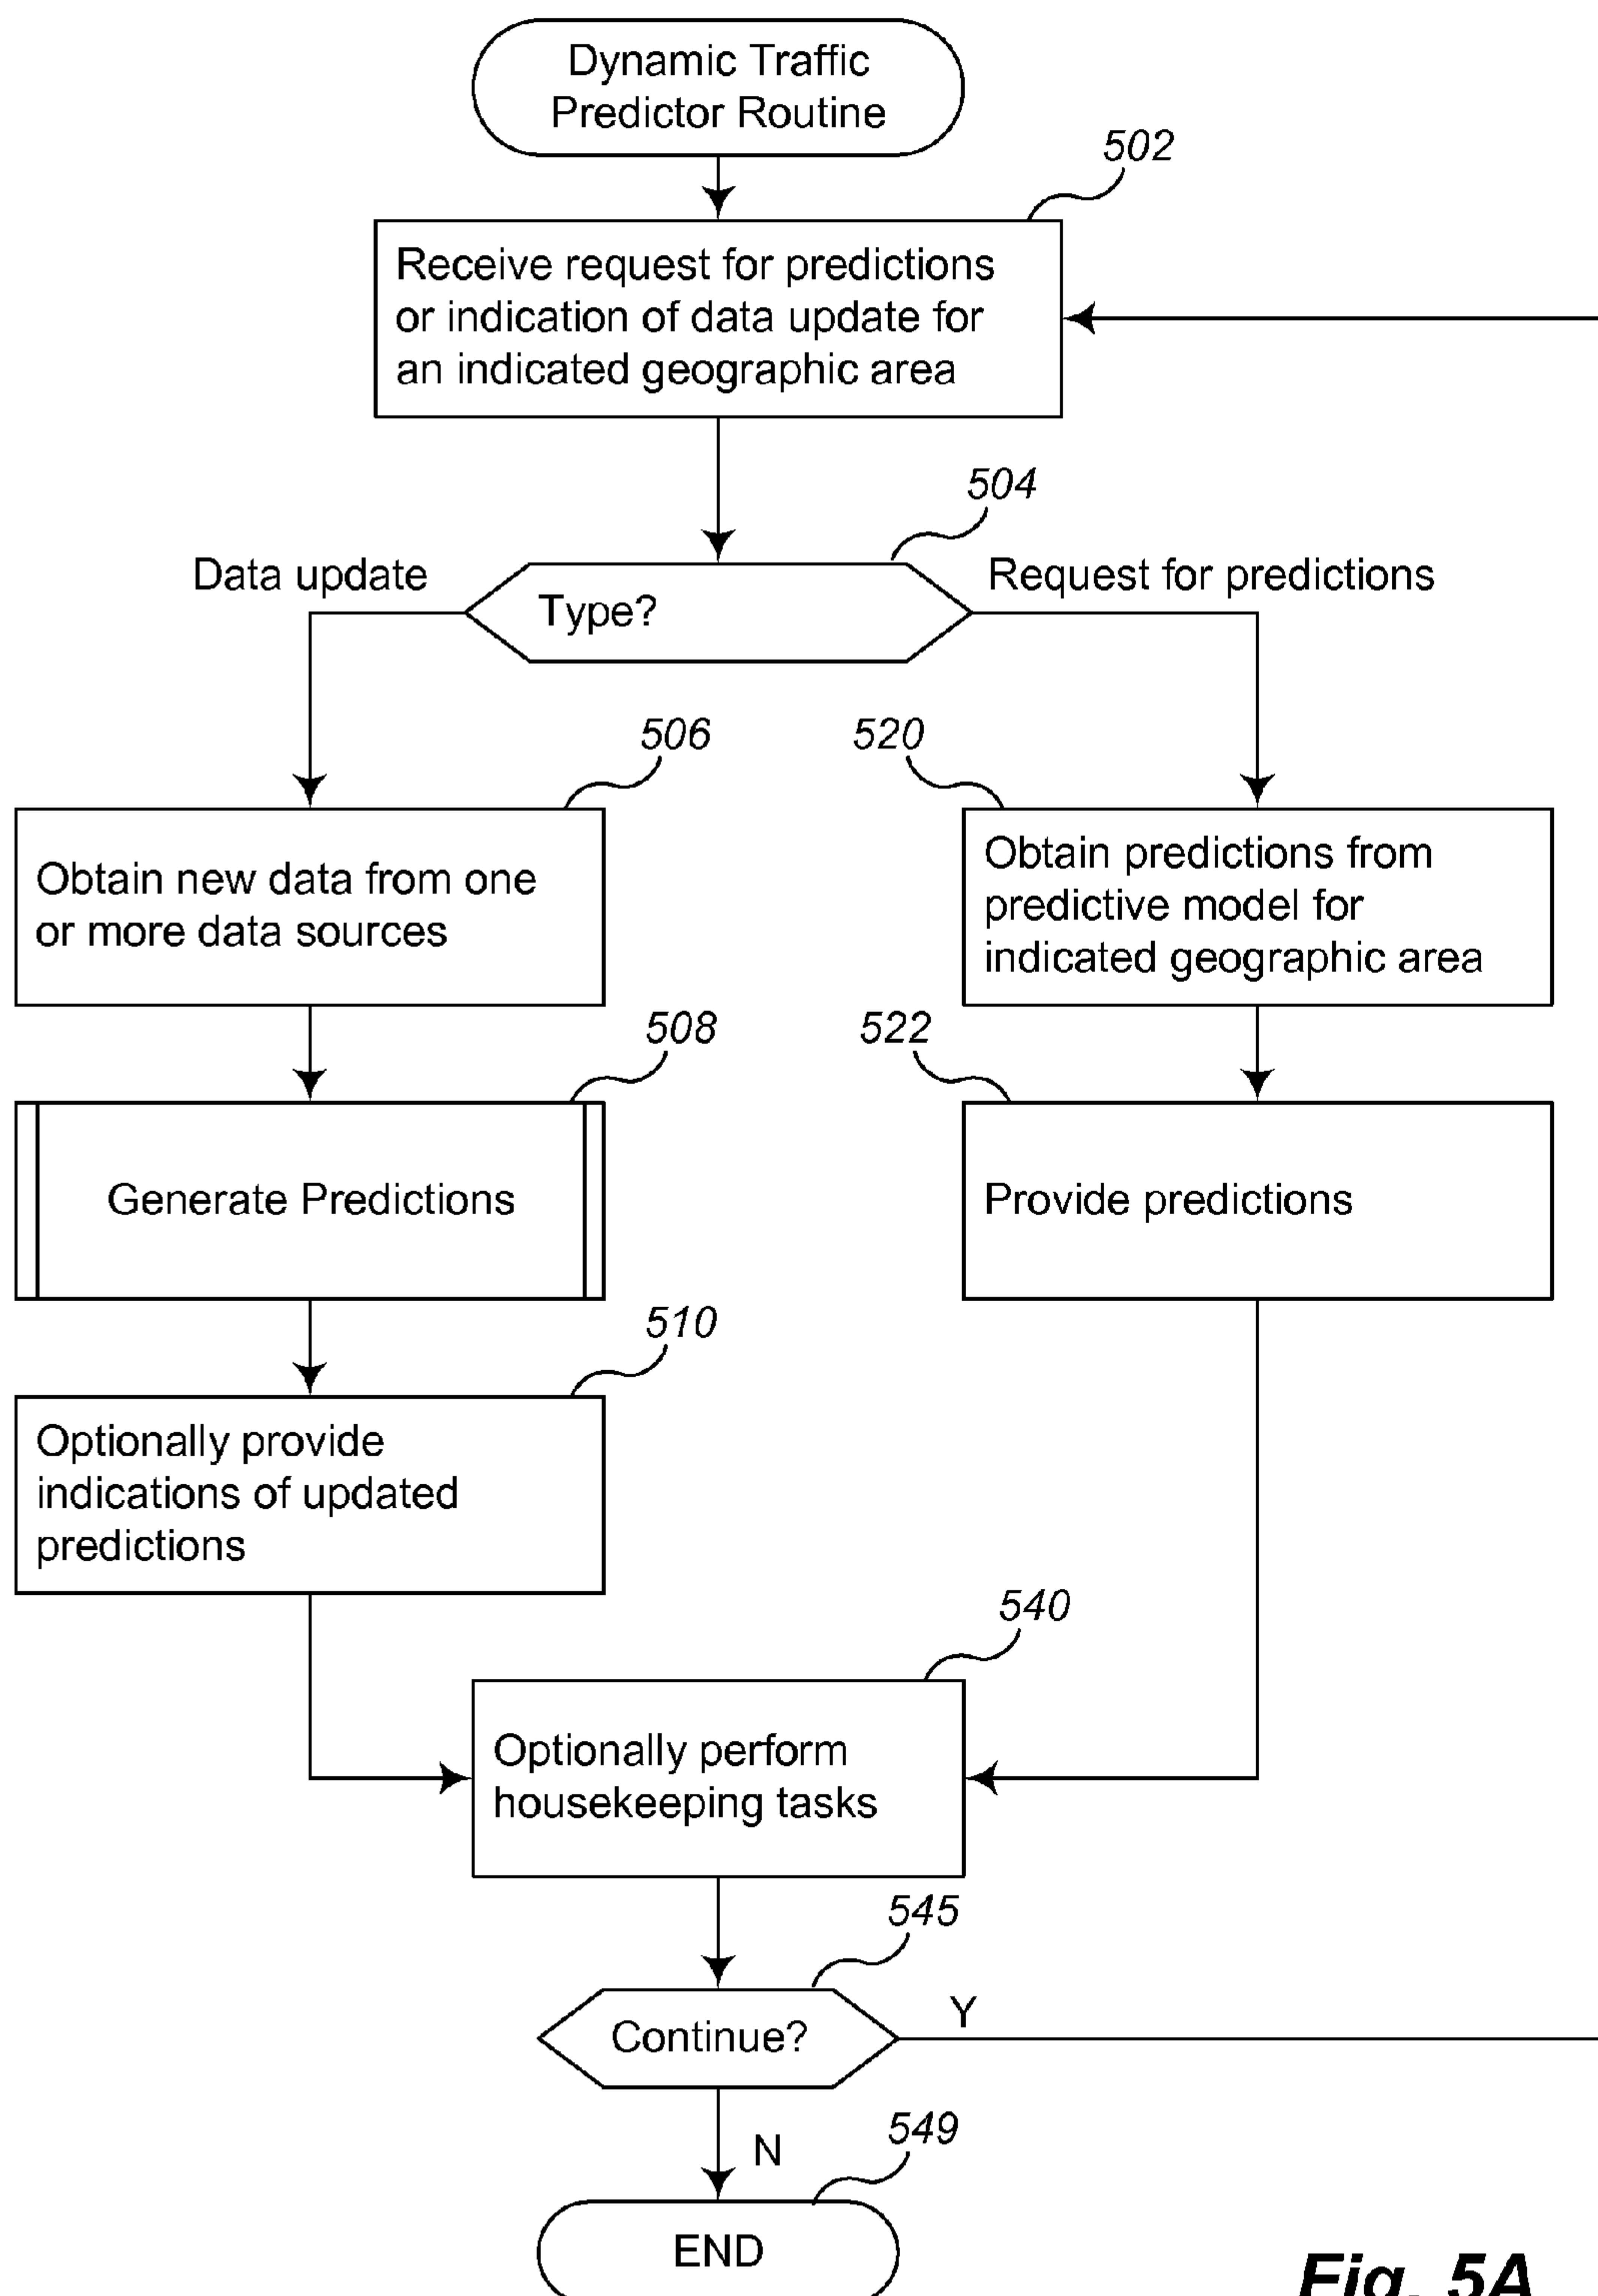 Dynamic Traffic
Predictor Routine
502
Receive request for predictions
or indication of data update for
an indicated geographic area
504
Data update
Type?
Request for predictions
506
520
Obtain new data from one
or more data sources
Obtain predictions from
predictive model for
indicated geographic area
508
522
Generate Predictions
Provide predictions
510
Optionally provide
indications of updated
predictions
540
Optionally perform
housekeeping tasks
545
Continue?
Y
N
549
END
Fig. 5A